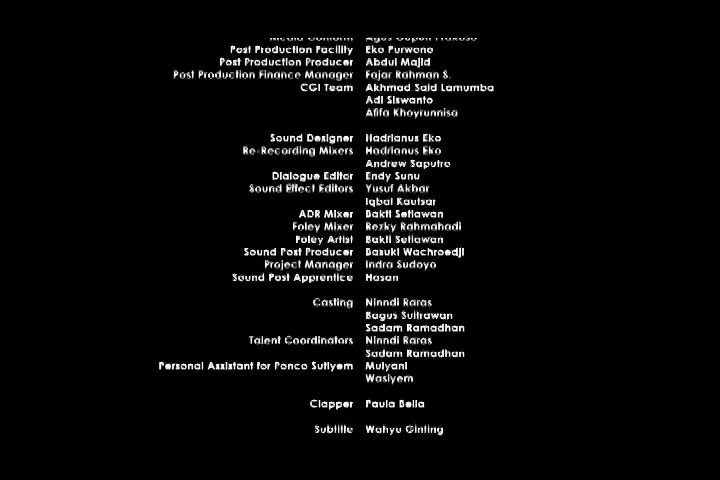 Post Production Facility Eko Purwono
Post Production Producer Abdul Majid
Post Production Finance Manager Fajar Rahman S.
CGI Team Akhmad Said Lamumba
Adi Siswanto
Afifa Khoyrunnisa
Sound Designer Hadrianus Eko
Re-Recording Mixers Hadrianus Eko
Andrew Saputro
Dialogue Editor Endy Sunu
Sound Effect Editors Yusuf Akbar
Iqbal Kautsar
ADR Mixer Bakti Setiawan
Foley Mixer Rezky Rahmahadi
Foley Artist Bakti Setiawan
Sound Post Producer Basuki Wachroedji
Project Manager Indra Sudoyo
Sound Post Apprentice Hasan
Casting Ninndi Raras
Bagus Suitrawan
Sadam Ramadhan
Talent Coordinators Ninndi Raras
Sadam Ramadhan
Personal Assistant for Ponco Sutiyem Mulyani
Wasiyem
Clapper Paula Bella
Subtitle Wahyu Ginting